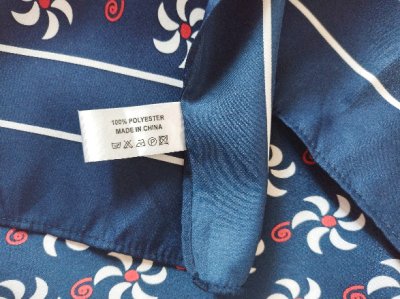 100% POLYESTER
MADE IN CHINA